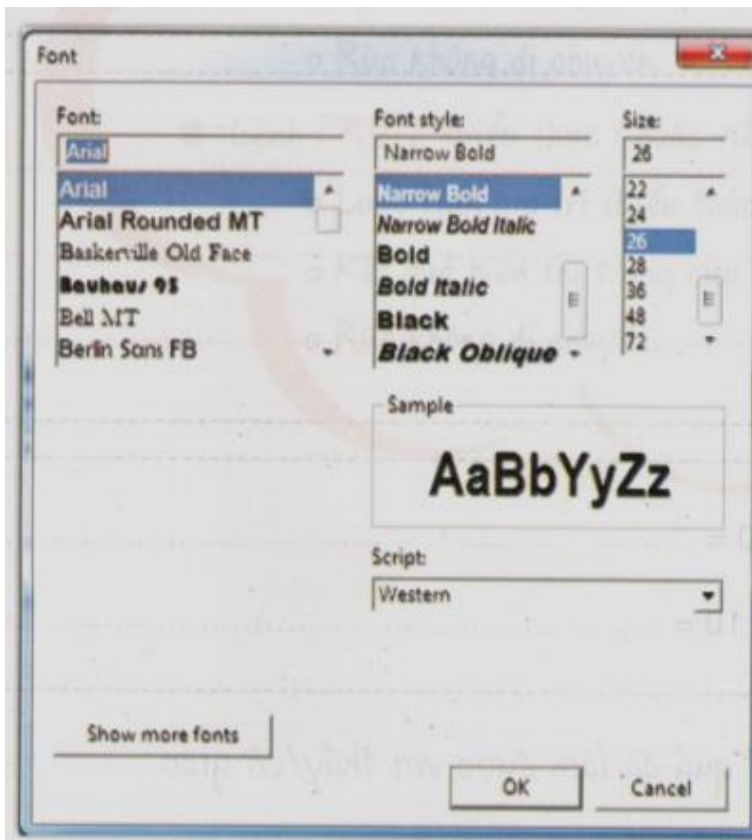 Font
Font:
Arial
Arial
Arial Rounded MT
Baskerville Old Face
Bauhaus 93
Bell MT
Berlin Sans FB
Font style:
Narrow Bold
Narrow Bold
Narrow Bold Italic
Bold
Bold Italic
Black
Black Oblique
Size:
26
22
24
26
28
36
48
72
Sample
AaBbYyZz
Script:
Western
Show more fonts
OK
Cancel